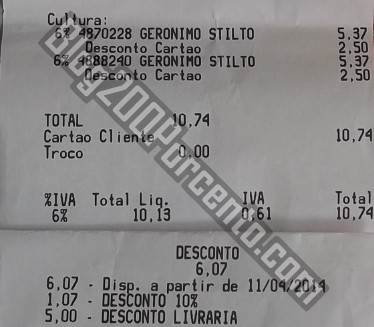 Cultura:
6% 4870228 GERONIMO STILTO 5,37
Desconto Cartao 2,50
6% 4888240 GERONIMO STILTO 5,37
Desconto Cartao 2,50
TOTAL 10,74
Cartao Cliente 10,74
Troco 0,00
%IVA Total Liq. IVA Total
6% 10,13 0,61 10,74
DESCONTO
6,07
6,07 - Disp. a partir de 11/04/2014
1,07 - DESCONTO 10%
5,00 - DESCONTO LIVRARIA
Blog200Porcento.com